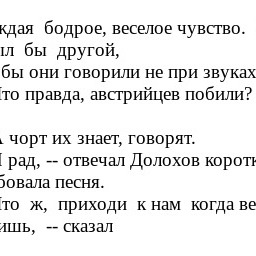 ждая бодрое, веселое чувство.
был бы другой,
бы они говорили не при звуках
Что правда, австрийцев побили?
А чорт их знает, говорят.
Я рад, -- отвечал Долохов коротк
бовала песня.
Что ж, приходи к нам когда ве
ишь, -- сказал